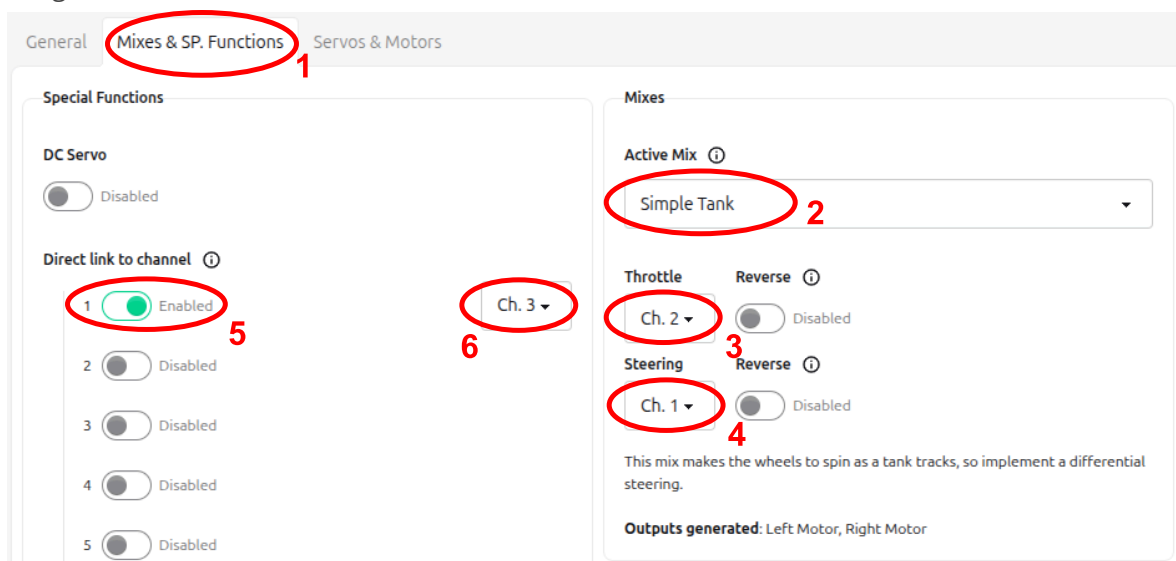 General Mixes & SP. Functions Servos & Motors
1
Special Functions
DC Servo
Disabled
Direct link to channel
1 Enabled Ch. 3
5 6
2 Disabled
3 Disabled
4 Disabled
5 Disabled
Mixes
Active Mix
Simple Tank
2
Throttle Reverse
Ch. 2 Disabled
3
Steering Reverse
Ch. 1 Disabled
4
This mix makes the wheels to spin as a tank tracks, so implement a differential
steering.
Outputs generated: Left Motor, Right Motor